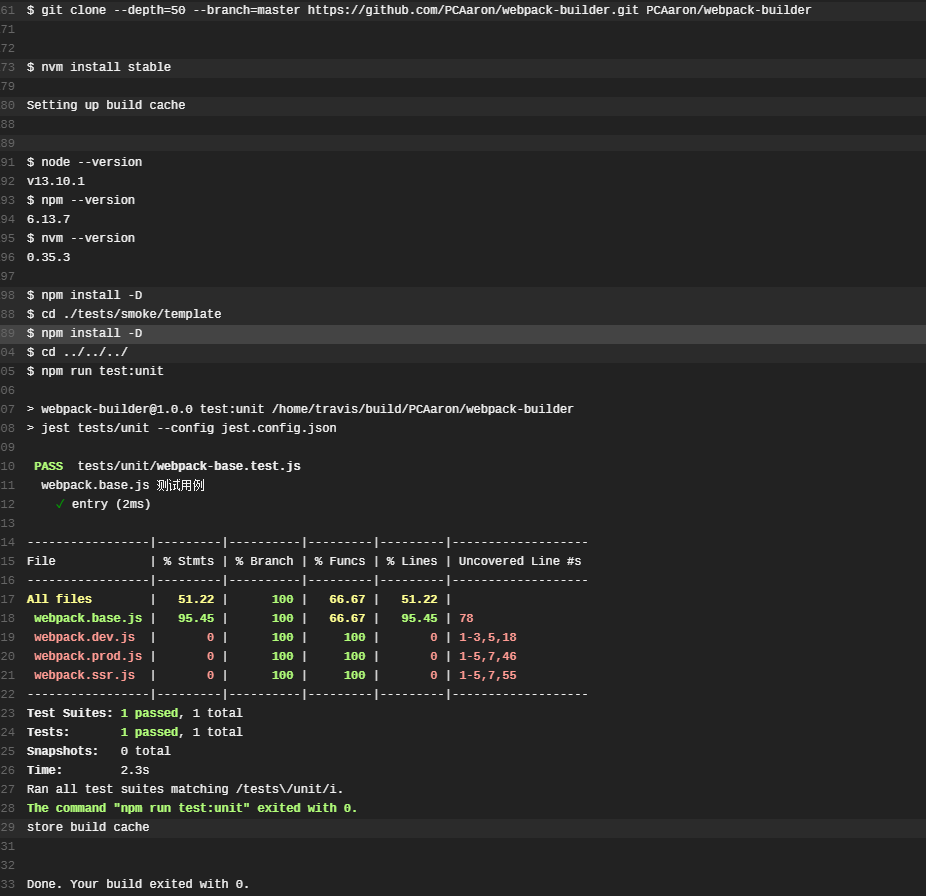 61 $ git clone --depth=50 --branch=master https://github.com/PCAaron/webpack-builder.git PCAaron/webpack-builder
71
72
73 $ nvm install stable
79
80 Setting up build cache
88
89
91 $ node --version
92 v13.10.1
93 $ npm --version
94 6.13.7
95 $ nvm --version
96 0.35.3
97
98 $ npm install -D
88 $ cd ./tests/smoke/template
89 $ npm install -D
04 $ cd ../../../
05 $ npm run test:unit
06
07 > webpack-builder@1.0.0 test:unit /home/travis/build/PCAaron/webpack-builder
08 > jest tests/unit --config jest.config.json
09
10 PASS tests/unit/webpack-base.test.js
11 webpack.base.js 测试用例
12 ✓ entry (2ms)
13
14 -----------------|---------|----------|---------|---------|-------------------
15 File | % Stmts | % Branch | % Funcs | % Lines | Uncovered Line #s
16 -----------------|---------|----------|---------|---------|-------------------
17 All files | 51.22 | 100 | 66.67 | 51.22 |
18 webpack.base.js | 95.45 | 100 | 66.67 | 95.45 | 78
19 webpack.dev.js | 0 | 100 | 100 | 0 | 1-3,5,18
20 webpack.prod.js | 0 | 100 | 100 | 0 | 1-5,7,46
21 webpack.ssr.js | 0 | 100 | 100 | 0 | 1-5,7,55
22 -----------------|---------|----------|---------|---------|-------------------
23 Test Suites: 1 passed, 1 total
24 Tests: 1 passed, 1 total
25 Snapshots: 0 total
26 Time: 2.3s
27 Ran all test suites matching /tests\/unit/i.
28 The command "npm run test:unit" exited with 0.
29 store build cache
31
32
33 Done. Your build exited with 0.